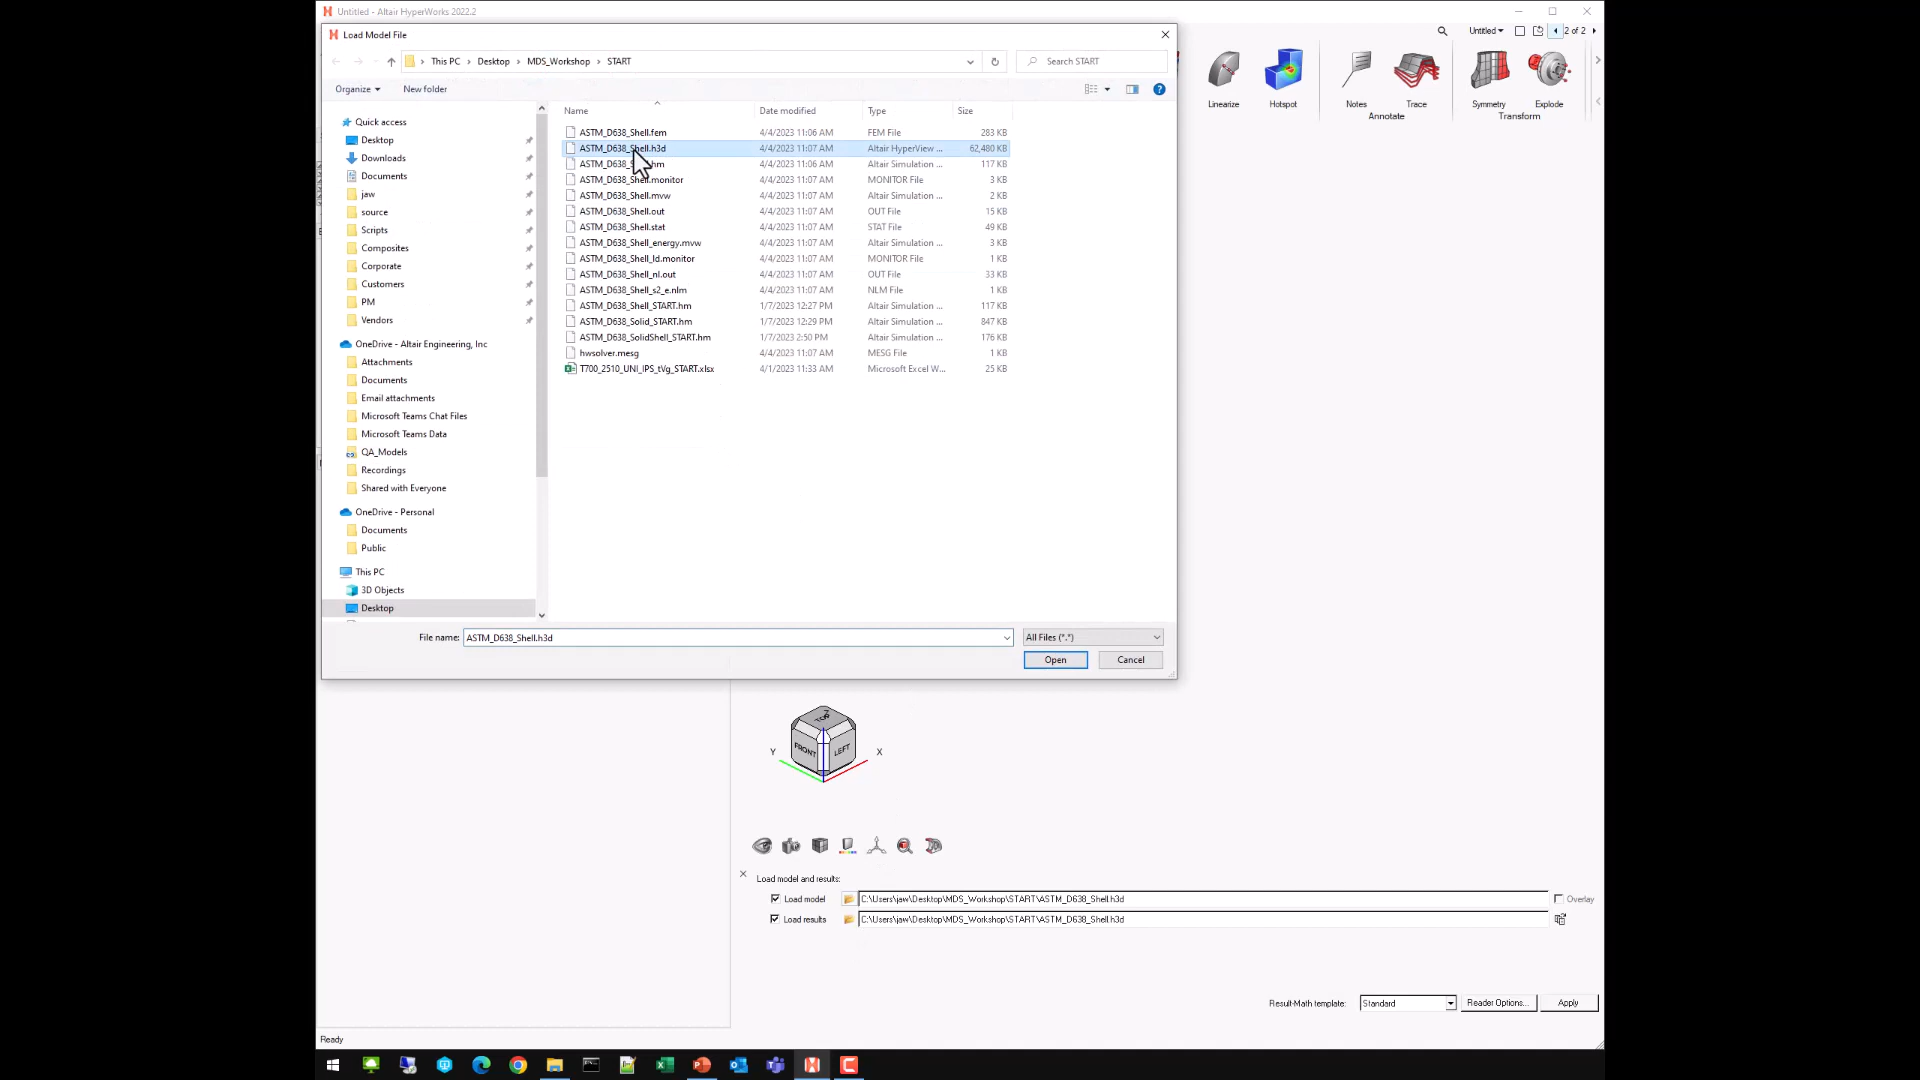 Untitled - Altair HyperWorks 2022.2
Load Model File
Untitled
2 of 2
This PC > Desktop > MDS_Workshop > START
Search START
Organize
New folder
Linearize
Hotspot
Notes
Trace
Symmetry
Explode
Annotate
Transform
Name Date modified Type Size
ASTM_D638_Shell.fem 4/4/2023 11:06 AM FEM File 283 KB
ASTM_D638_Shell.h3d 4/4/2023 11:07 AM Altair HyperView ... 62,480 KB
4/4/2023 11:06 AM Altair Simulation ... 117 KB
ASTM_D638_Shell.monitor 4/4/2023 11:07 AM MONITOR File 3 KB
ASTM_D638_Shell.mvw 4/4/2023 11:07 AM Altair Simulation ... 2 KB
ASTM_D638_Shell.out 4/4/2023 11:07 AM OUT File 15 KB
ASTM_D638_Shell.stat 4/4/2023 11:07 AM STAT File 49 KB
ASTM_D638_Shell_energy.mvw 4/4/2023 11:07 AM Altair Simulation ... 3 KB
ASTM_D638_Shell_ld.monitor 4/4/2023 11:07 AM MONITOR File 1 KB
ASTM_D638_Shell_nl.out 4/4/2023 11:07 AM OUT File 33 KB
ASTM_D638_Shell_s2_e.nlm 4/4/2023 11:07 AM NLM File 1 KB
ASTM_D638_Shell_START.hm 1/7/2023 12:27 PM Altair Simulation ... 117 KB
ASTM_D638_Solid_START.hm 1/7/2023 12:29 PM Altair Simulation ... 847 KB
ASTM_D638_SolidShell_START.hm 1/7/2023 2:50 PM Altair Simulation ... 176 KB
hwsolver.mesg 4/4/2023 11:07 AM MESG File 1 KB
T700_2510_UNI_IPS_tVg_START.xlsx 4/1/2023 11:33 AM Microsoft Excel W... 25 KB
Quick access
Desktop
Downloads
Documents
jaw
source
Scripts
Composites
Corporate
Customers
PM
Vendors
OneDrive - Altair Engineering, Inc
Attachments
Documents
Email attachments
Microsoft Teams Chat Files
Microsoft Teams Data
QA_Models
Recordings
Shared with Everyone
OneDrive - Personal
Documents
Public
This PC
3D Objects
Desktop
File name: ASTM_D638_Shell.h3d
All Files (*.*)
Open
Cancel
TOP
FRONT
LEFT
Y
X
Load model and results:
Load model C:\Users\jaw\Desktop\MDS_Workshop\START\ASTM_D638_Shell.h3d Overlay
Load results C:\Users\jaw\Desktop\MDS_Workshop\START\ASTM_D638_Shell.h3d
Result-Math template: Standard Reader Options... Apply
Ready